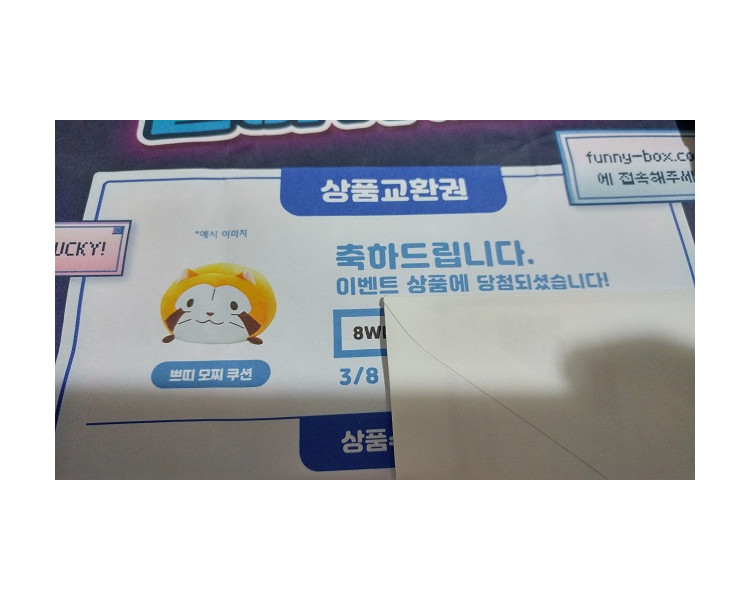 상품교환권
funny-box.co
에 접속해주세
UCKY!
*예시 이미지
축하드립니다.
이벤트 상품에 당첨되셨습니다!
8W
쁘띠 모찌 쿠션
3/8
상품